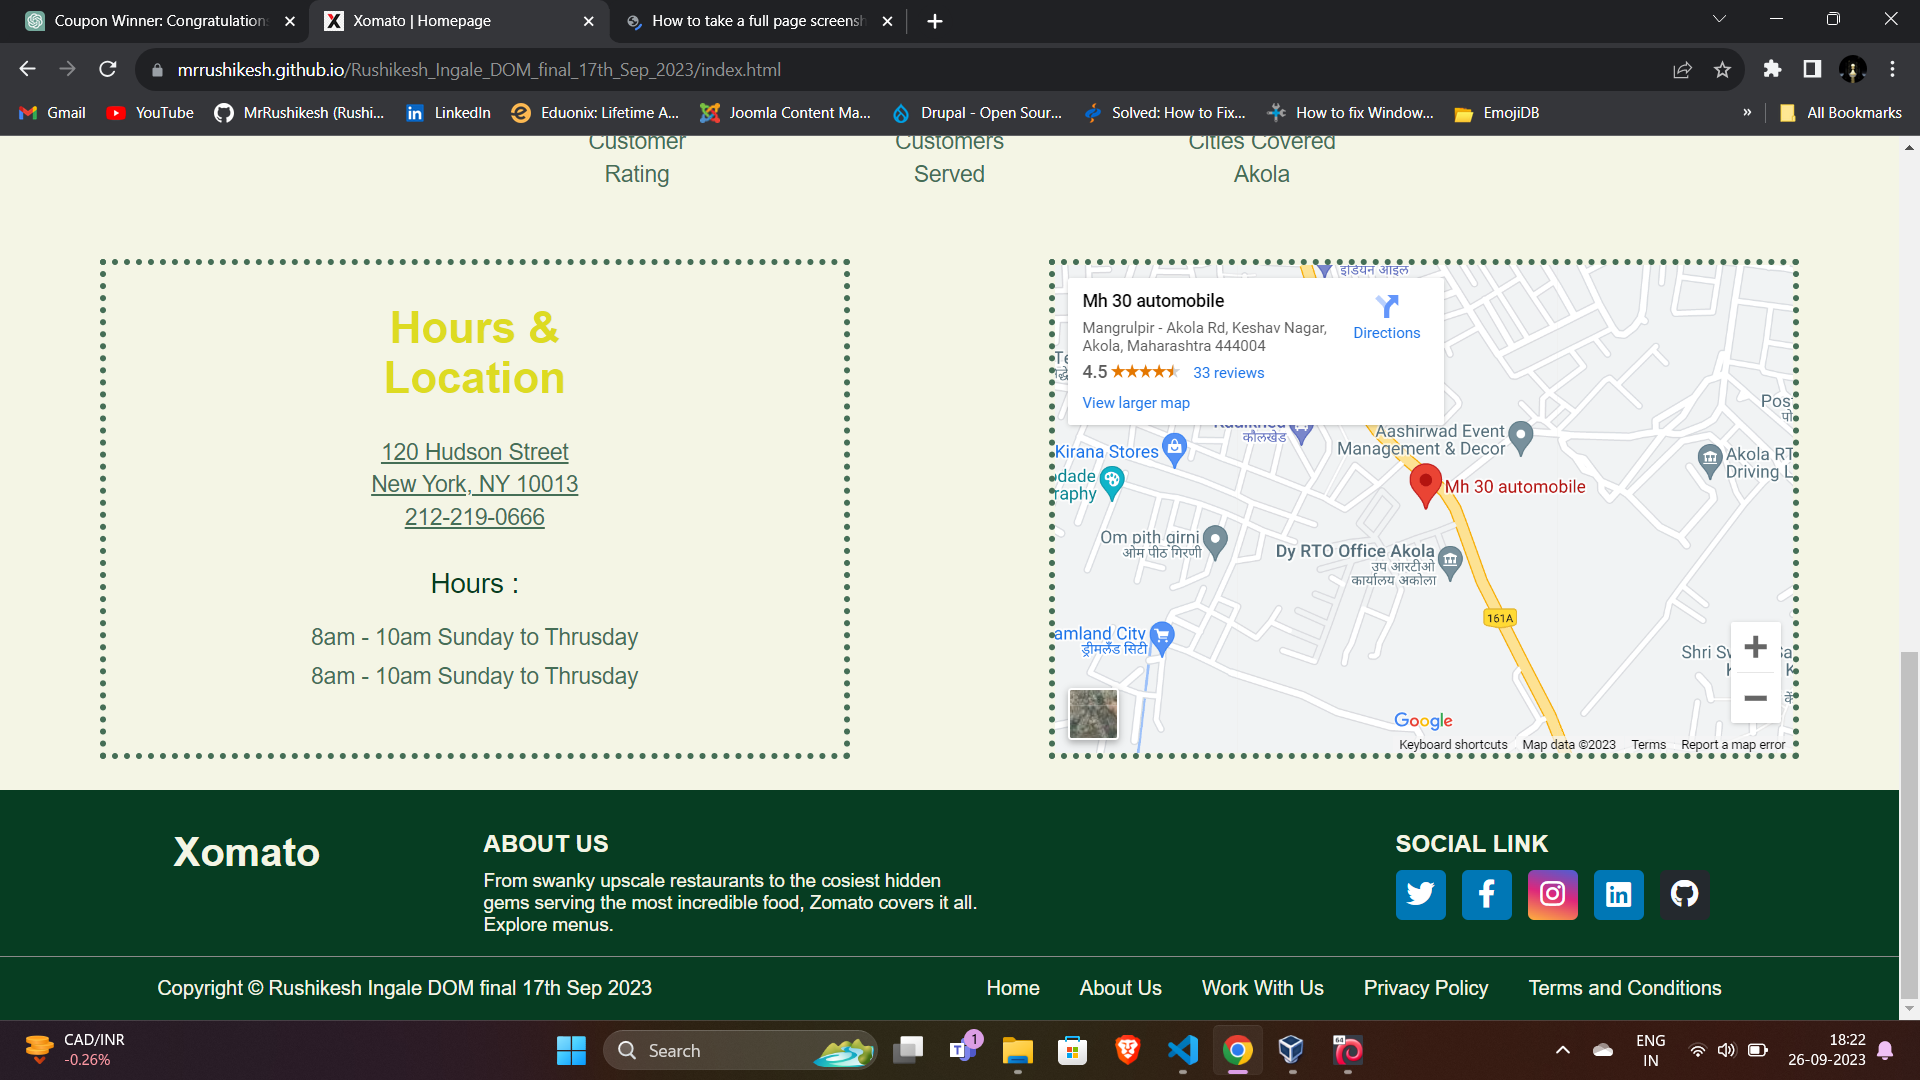 Coupon Winner: Congratulation
Xomato | Homepage
How to take a full page screensh
mrrushikesh.github.io/Rushikesh_Ingale_DOM_final_17th_Sep_2023/index.html
Gmail
YouTube
MrRushikesh (Rushi...
LinkedIn
Eduonix: Lifetime A...
Joomla Content Ma...
Drupal - Open Sour...
Solved: How to Fix...
How to fix Window...
EmojiDB
»
All Bookmarks
Customer
Rating
Customers
Served
Cities Covered
Akola
Hours &
Location
120 Hudson Street
New York, NY 10013
212-219-0666
Hours :
8am - 10am Sunday to Thrusday
8am - 10am Sunday to Thrusday
इंडियन आइल
Mh 30 automobile
Mangrulpir - Akola Rd, Keshav Nagar,
Akola, Maharashtra 444004
4.5
33 reviews
View larger map
Directions
कौलखेड
Aashirwad Event
Management & Decor
Kirana Stores
Akola RT
Driving L
Mh 30 automobile
Om pith girni
ओम पीठ गिरणी
Dy RTO Office Akola
उप आरटीओ
कार्यालय अकोला
161A
amland City
ड्रीमलँड सिटी
Google
Keyboard shortcuts
Map data ©2023
Terms
Report a map error
Xomato
ABOUT US
From swanky upscale restaurants to the cosiest hidden
gems serving the most incredible food, Zomato covers it all.
Explore menus.
SOCIAL LINK
Copyright © Rushikesh Ingale DOM final 17th Sep 2023
Home
About Us
Work With Us
Privacy Policy
Terms and Conditions
CAD/INR
-0.26%
Search
1
64
ENG
IN
18:22
26-09-2023